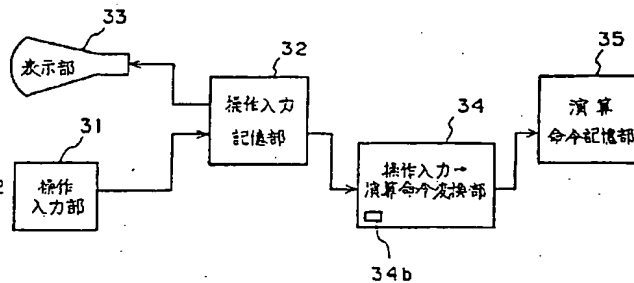 33
表示部
32
操作入力
記憶部
35
演算
命令記憶部
31
操作
入力部
34
操作入力→
演算命令変換部
34b